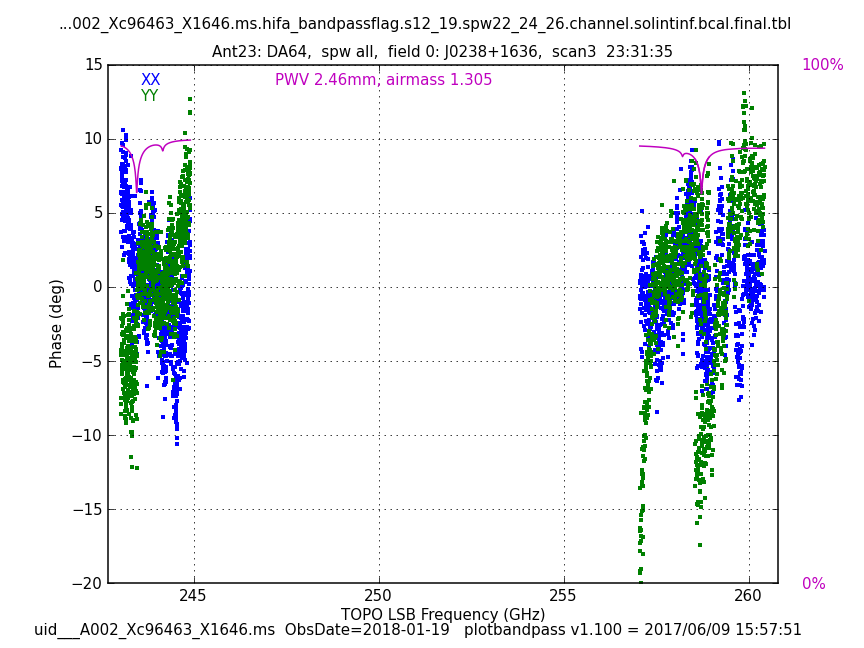 ...002_Xc96463_X1646.ms.hifa_bandpassflag.s12_19.spw22_24_26.channel.solintinf.bcal.final.tbl
Ant23: DA64, spw all, field 0: J0238+1636, scan3 23:31:35
15
XX
PWV 2.46mm, airmass 1.305
100%
YY
10
5
0
−5
−10
−15
−20
0%
Phase (deg)
245
250
255
260
TOPO LSB Frequency (GHz)
uid___A002_Xc96463_X1646.ms ObsDate=2018-01-19 plotbandpass v1.100 = 2017/06/09 15:57:51